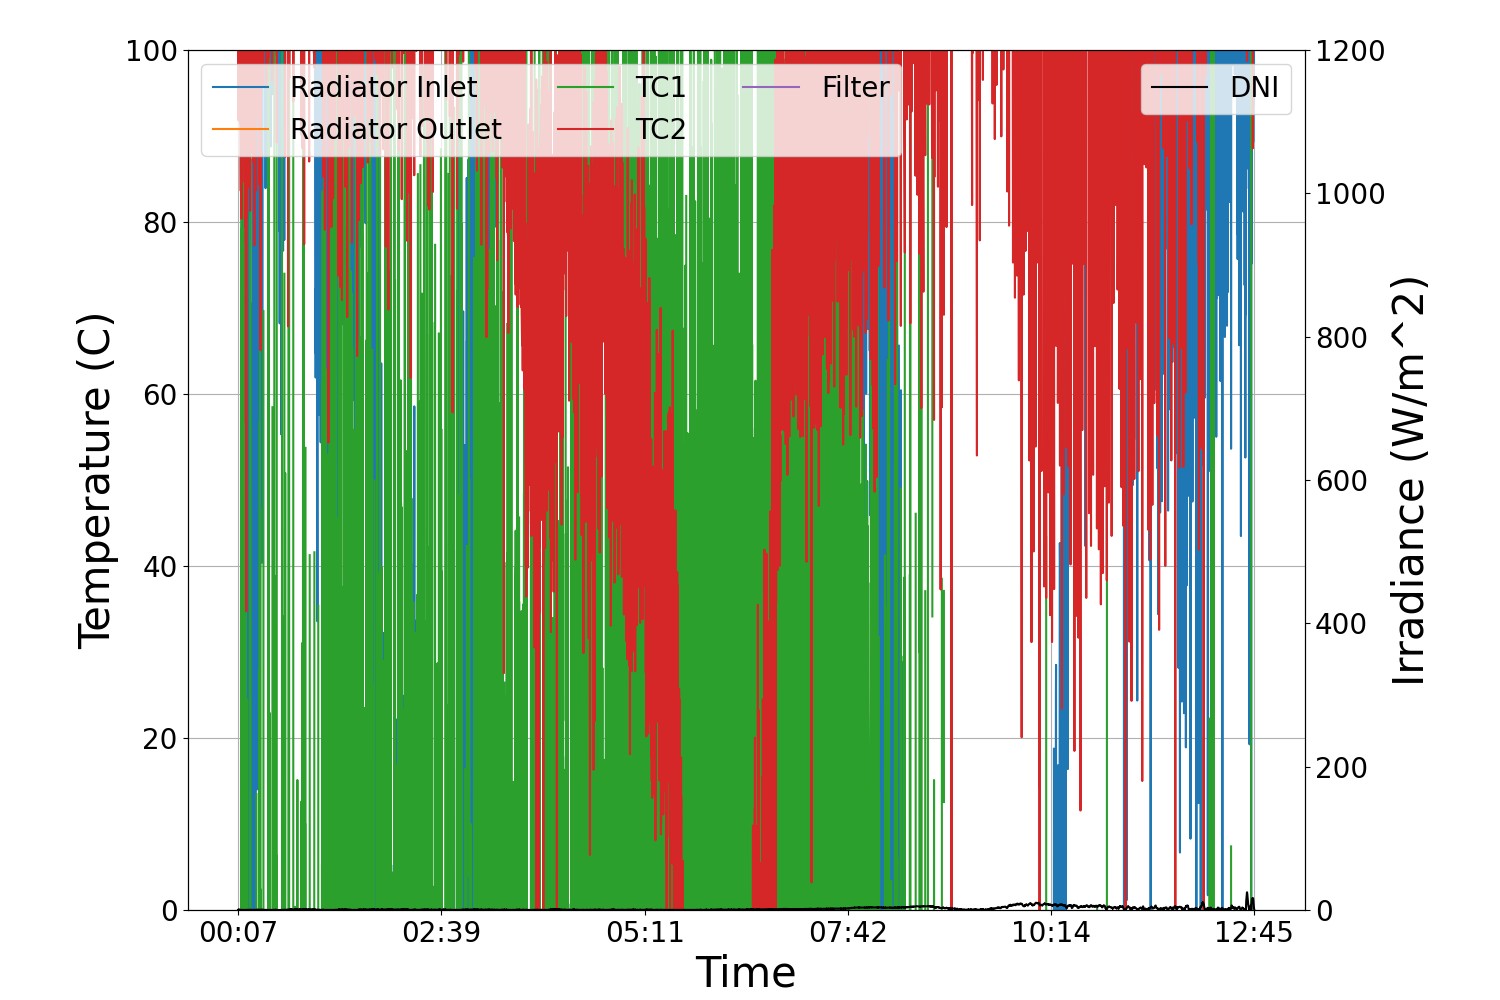 100
80
60
40
20
0
Temperature (C)
Radiator Inlet
Radiator Outlet
TC1
TC2
Filter
DNI
1200
1000
800
600
400
200
0
Irradiance (W/m^2)
00:07 02:39 05:11 07:42 10:14 12:45
Time